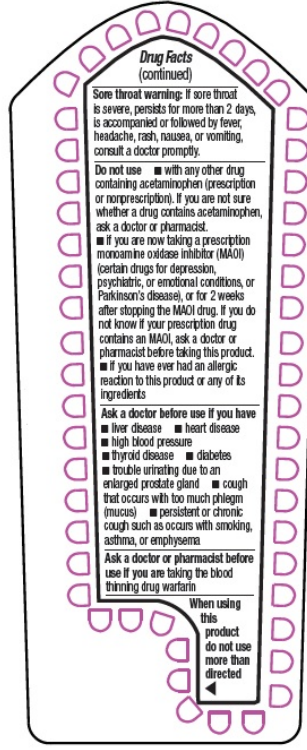 Drug Facts
(continued)
Sore throat warning: If sore throat
is severe, persists for more than 2 days,
is accompanied or followed by fever,
headache, rash, nausea, or vomiting,
consult a doctor promptly.
Do not use ■ with any other drug
containing acetaminophen (prescription
or nonprescription). If you are not sure
whether a drug contains acetaminophen,
ask a doctor or pharmacist.
■ if you are now taking a prescription
monoamine oxidase inhibitor (MAOI)
(certain drugs for depression,
psychiatric, or emotional conditions, or
Parkinson's disease), or for 2 weeks
after stopping the MAOI drug. If you do
not know if your prescription drug
contains an MAOI, ask a doctor or
pharmacist before taking this product.
■ if you have ever had an allergic
reaction to this product or any of its
ingredients
Ask a doctor before use if you have
■ liver disease ■ heart disease
■ high blood pressure
■ thyroid disease ■ diabetes
■ trouble urinating due to an
enlarged prostate gland ■ cough
that occurs with too much phlegm
(mucus) ■ persistent or chronic
cough such as occurs with smoking,
asthma, or emphysema
Ask a doctor or pharmacist before
use if you are taking the blood
thinning drug warfarin
When using
this
product
do not use
more than
directed